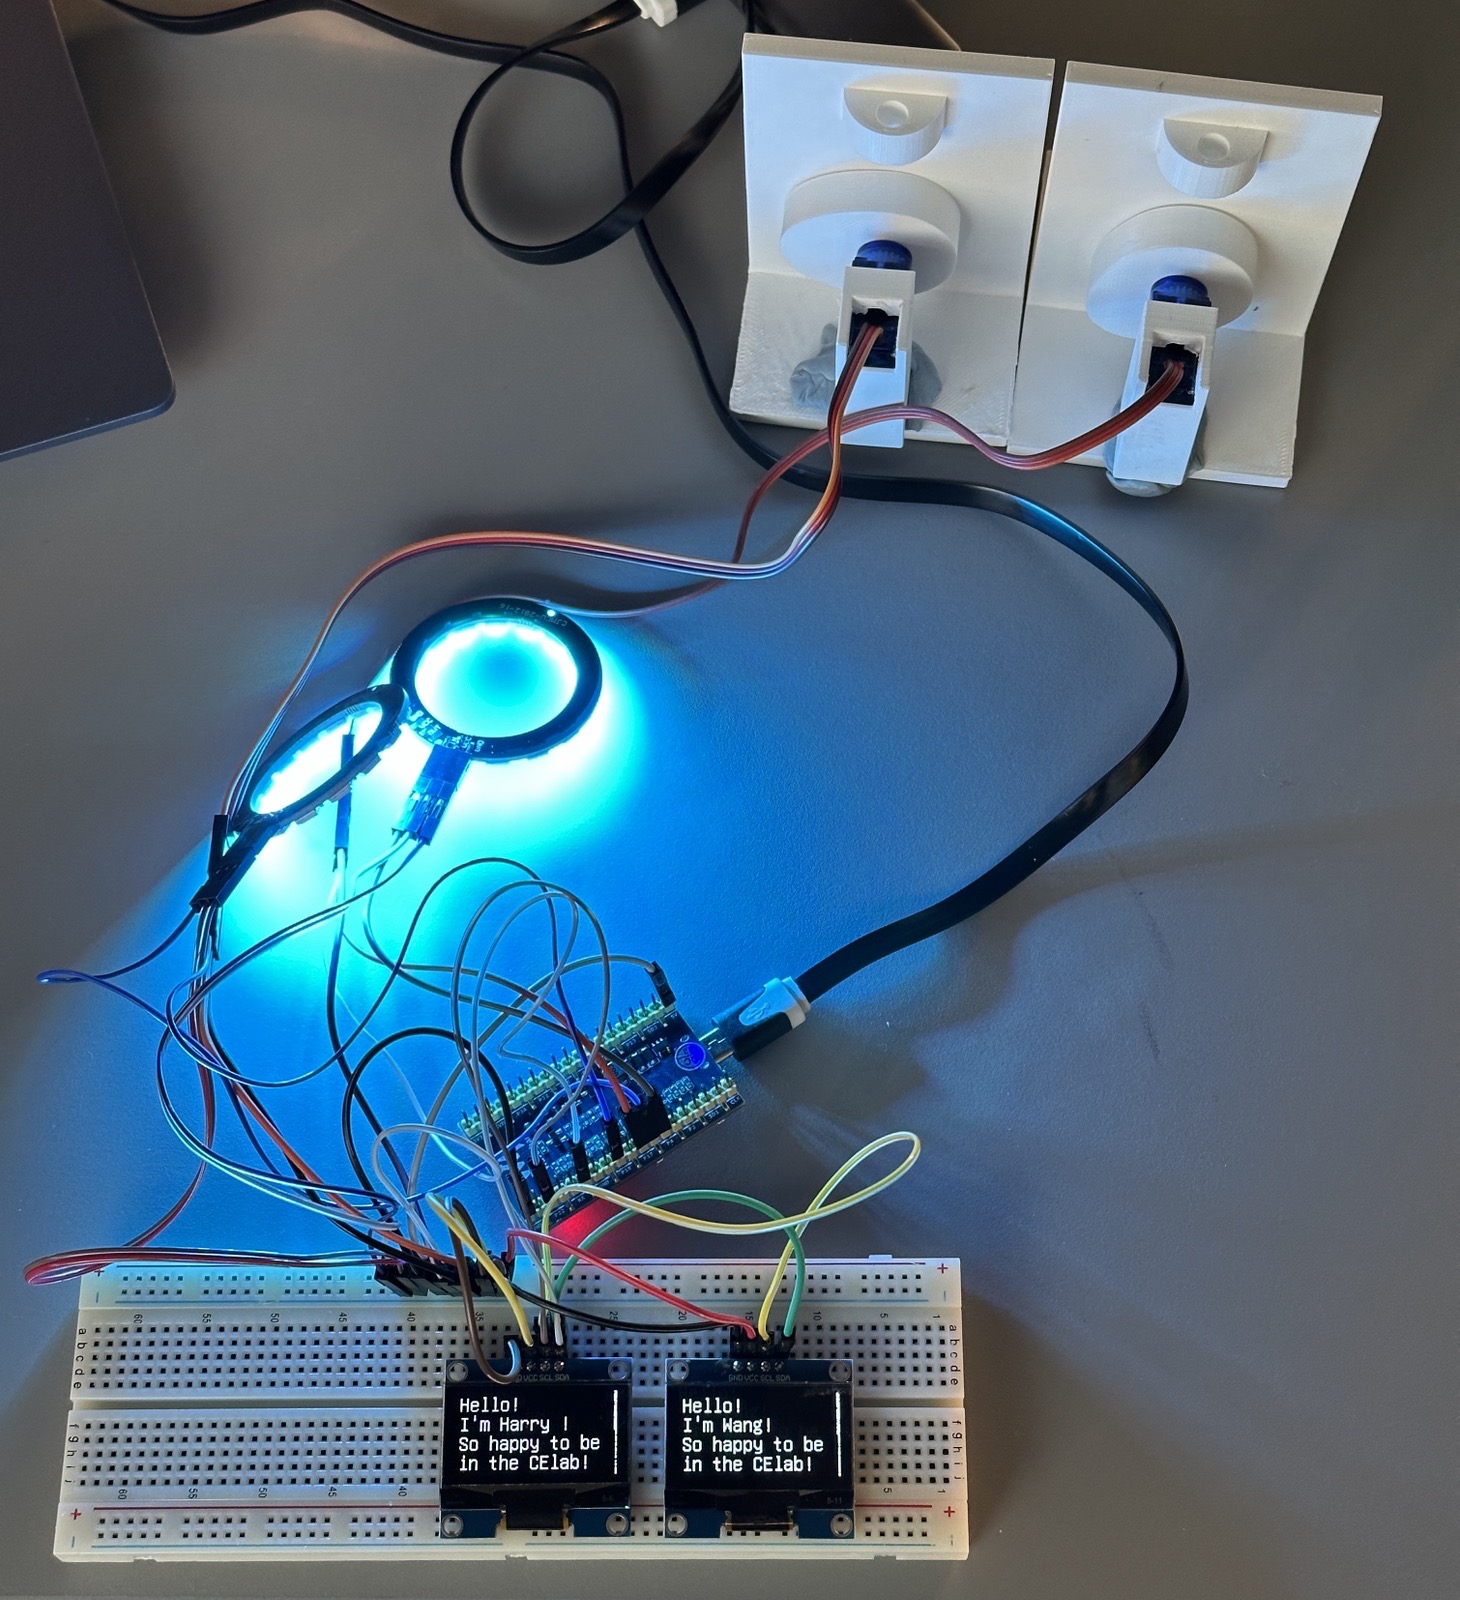 GND VCC SCL SDA
Hello!
I'm Harry !
So happy to be
in the CElab!
GND VCC SCL SDA
Hello!
I'm Wang!
So happy to be
in the CElab!
+
-
60
55
50
45
40
35
25
20
15
10
5
1
a b c d e
f g h i j
60
55
50
45
40
5
1
+
-